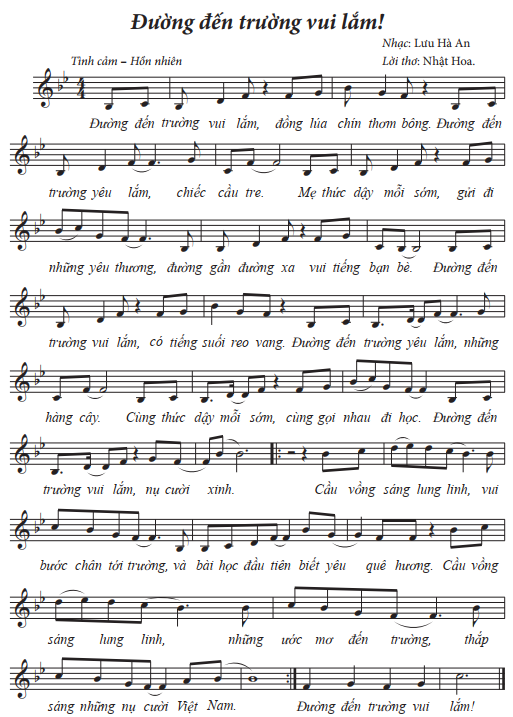 Đường đến trường vui lắm!
Nhạc: Lưu Hà An
Tình cảm – Hồn nhiên
Lời thơ: Nhật Hoa.
Đường đến trường vui lắm, đồng lúa chín thơm bông. Đường đến
trường yêu lắm, chiếc cầu tre. Mẹ thức dậy mỗi sớm, gửi đi
những yêu thương, đường gần đường xa vui tiếng bạn bè. Đường đến
trường vui lắm, có tiếng suối reo vang. Đường đến trường yêu lắm, những
hàng cây. Cùng thức dậy mỗi sớm, cùng gọi nhau đi học. Đường đến
trường vui lắm, nụ cười xinh. Cầu vồng sáng lung linh, vui
bước chân tới trường, và bài học đầu tiên biết yêu quê hương. Cầu vồng
sáng lung linh, những ước mơ đến trường, thắp
sáng những nụ cười Việt Nam. Đường đến trường vui lắm!